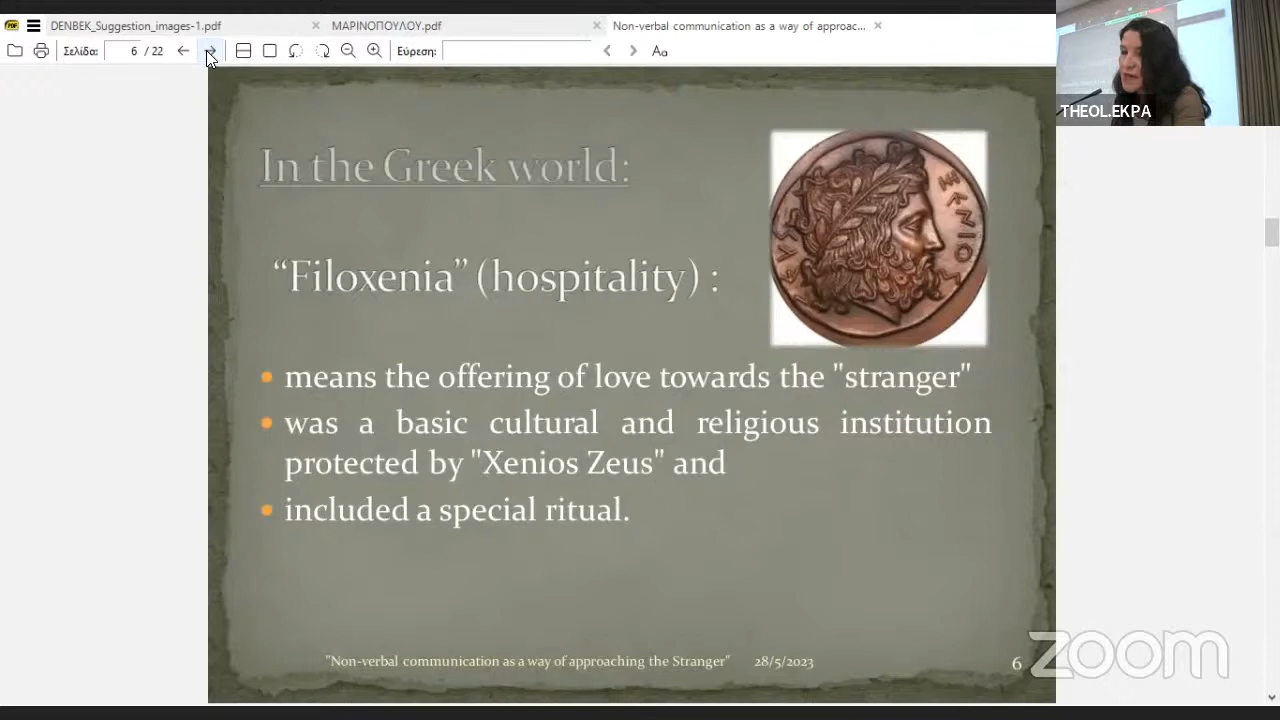 DENBEK_Suggestion_images-1.pdf
ΜΑΡΙΝΟΠΟΥΛΟΥ.pdf
Non-verbal communication as a way of approac...
Σελίδα: 6 / 22
Εύρεση:
Aa
THEOL.EKPA
In the Greek world:
ΞΕΝΙΟΣ
“Filoxenia” (hospitality) :
means the offering of love towards the "stranger"
was a basic cultural and religious institution
protected by "Xenios Zeus" and
included a special ritual.
"Non-verbal communication as a way of approaching the Stranger" 28/5/2023
6
zoom